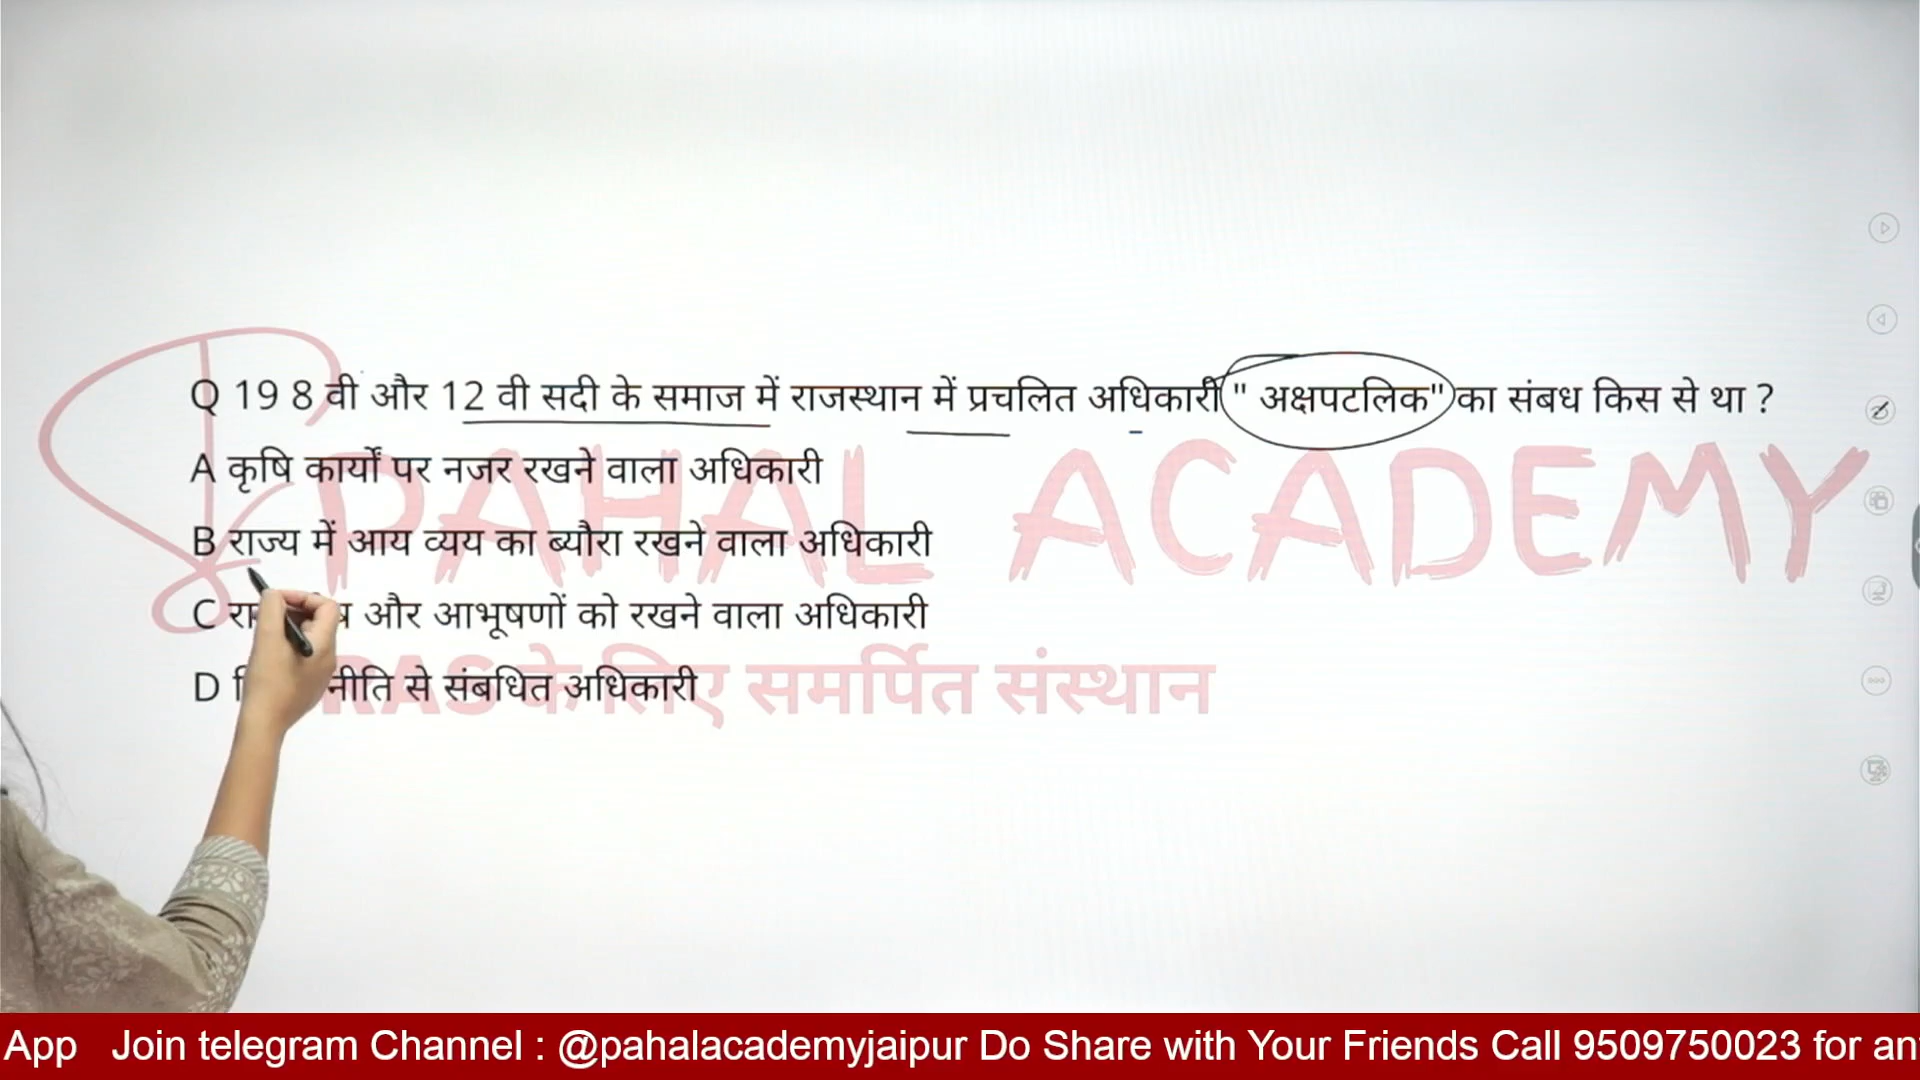 Q 19 8 वी और 12 वी सदी के समाज में राजस्थान में प्रचलित अधिकारी " अक्षपटलिक" का संबध किस से था ?
A कृषि कार्यों पर नजर रखने वाला अधिकारी
B राज्य में आय व्यय का ब्यौरा रखने वाला अधिकारी
C और आभूषणों को रखने वाला अधिकारी
D से संबधित अधिकारी
PAHAL ACADEMY
RAS के लिए समर्पित संस्थान
App Join telegram Channel : @pahalacademyjaipur Do Share with Your Friends Call 9509750023 for